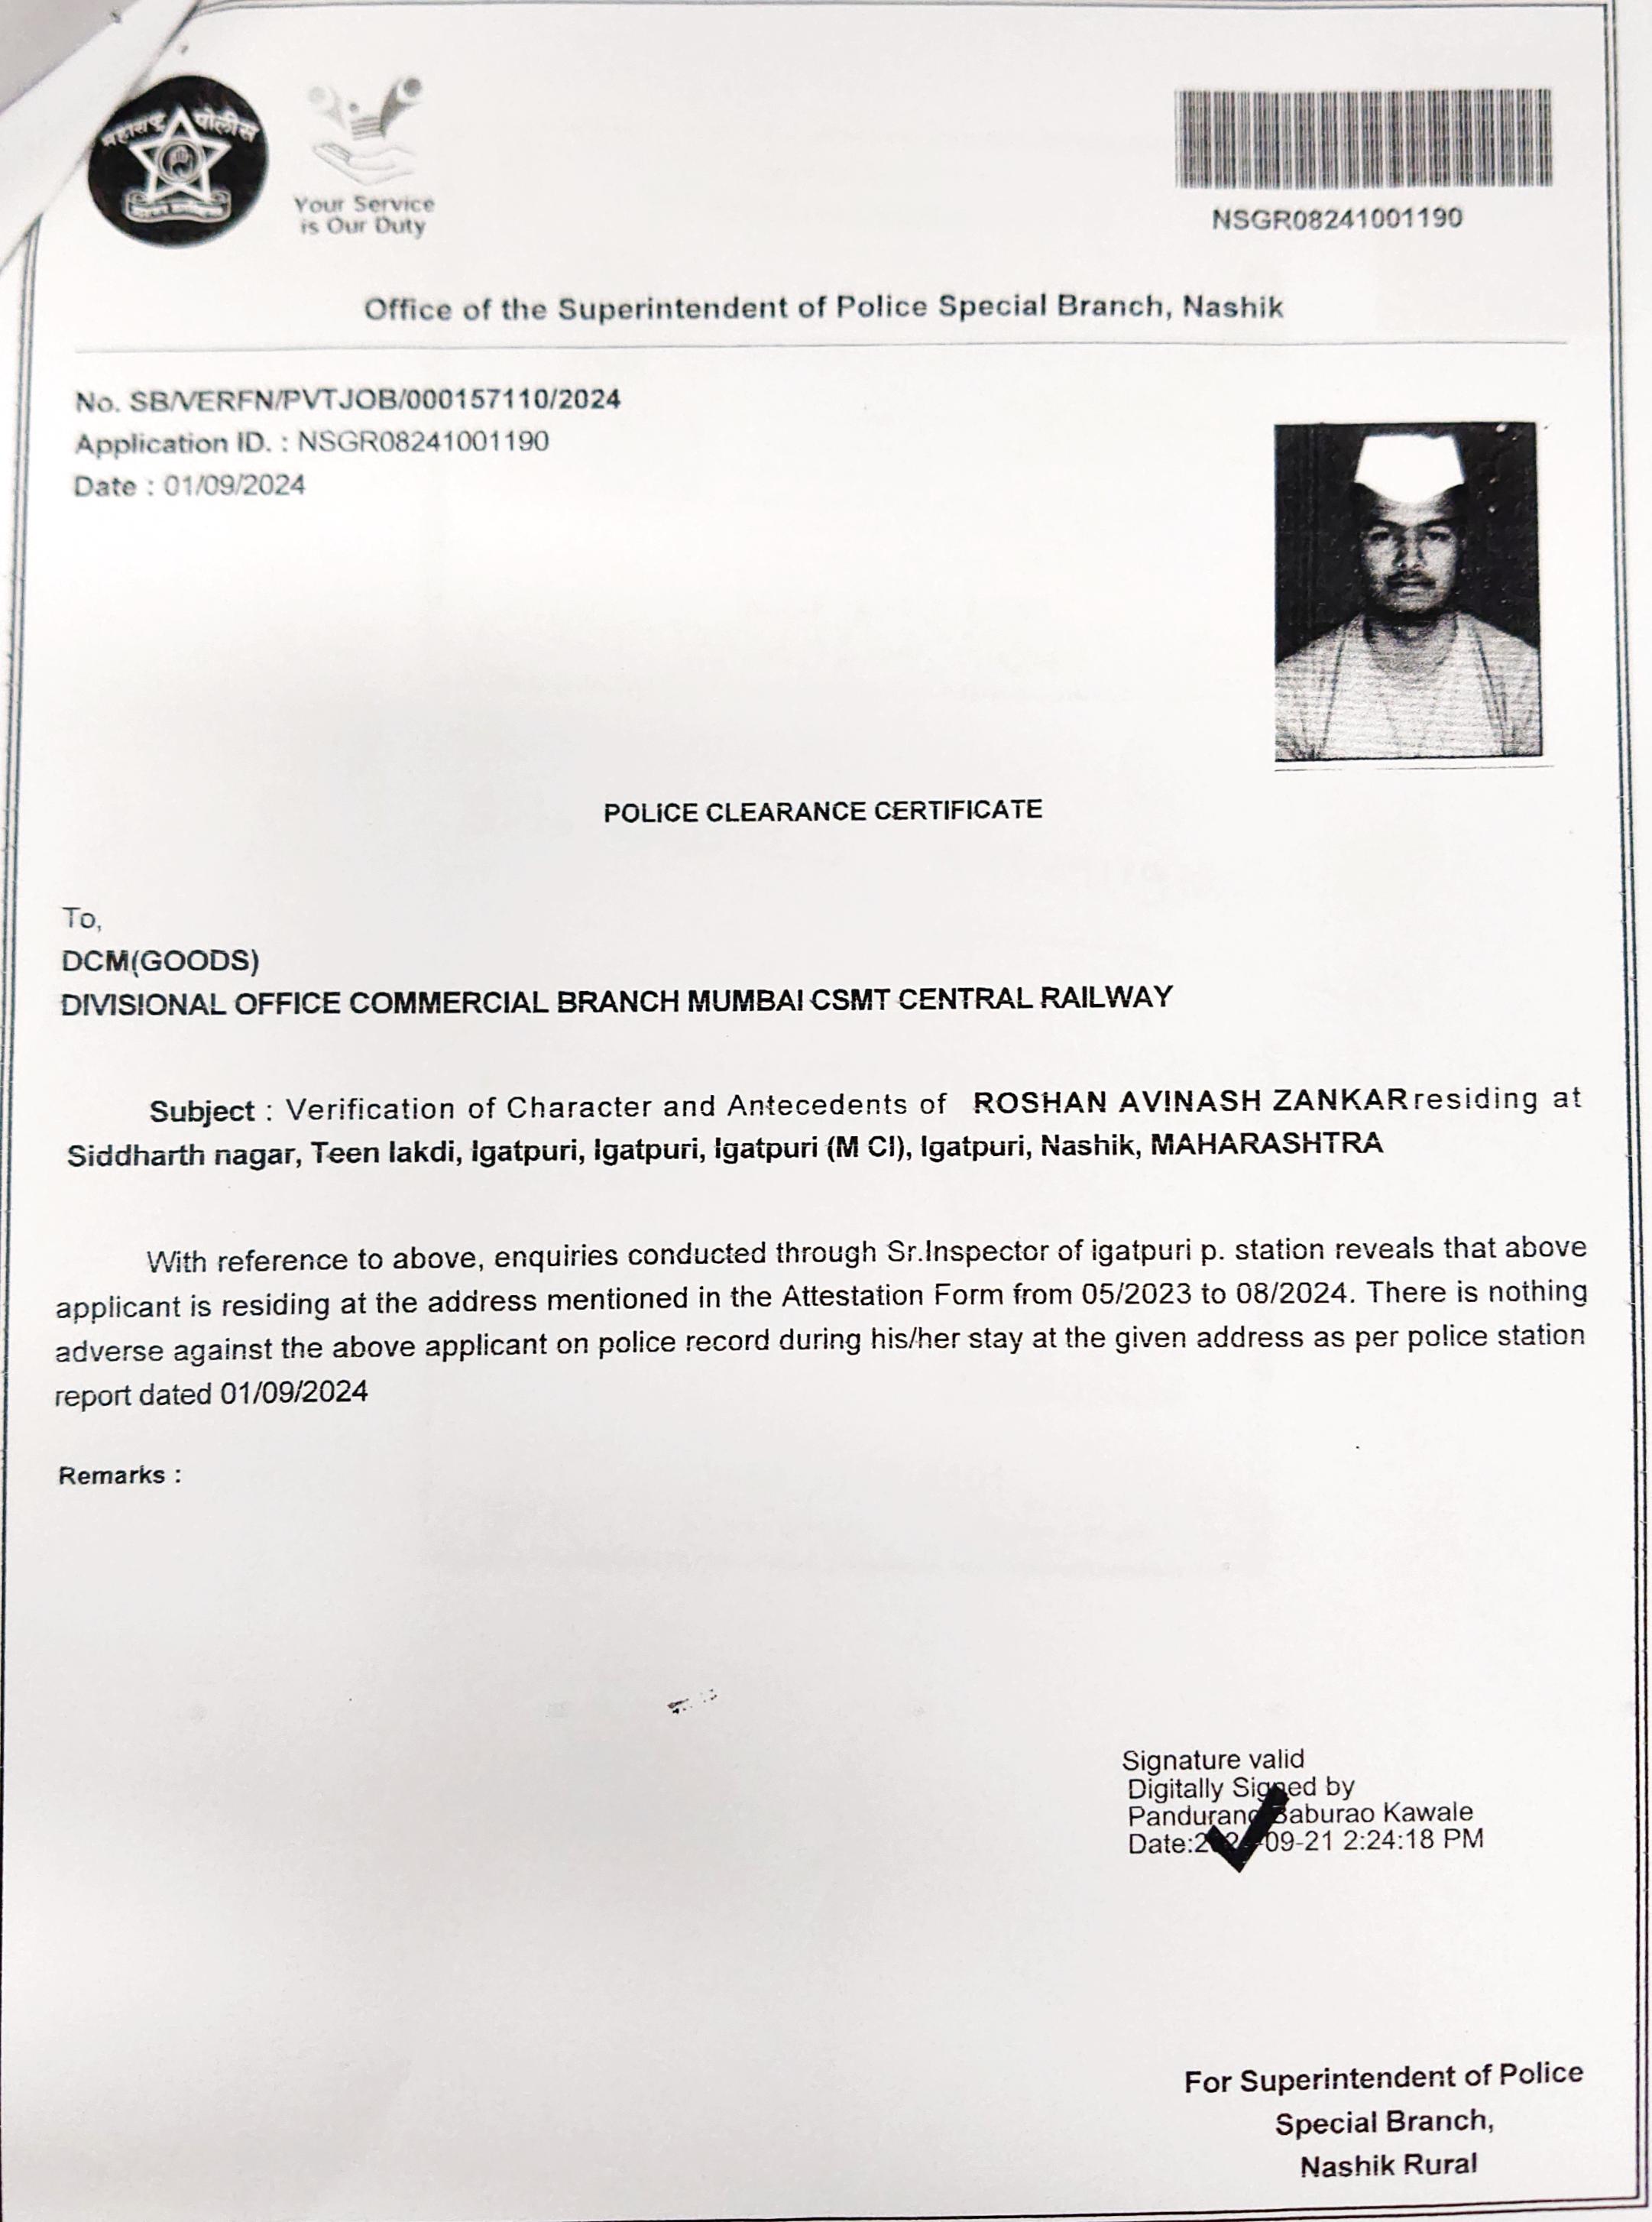 महाराष्ट्र पोलीस
Your Service
is Our Duty
NSGR08241001190
Office of the Superintendent of Police Special Branch, Nashik
No. SB/VERFN/PVTJOB/000157110/2024
Application ID. : NSGR08241001190
Date : 01/09/2024
POLICE CLEARANCE CERTIFICATE
To,
DCM(GOODS)
DIVISIONAL OFFICE COMMERCIAL BRANCH MUMBAI CSMT CENTRAL RAILWAY
Subject : Verification of Character and Antecedents of ROSHAN AVINASH ZANKAR residing at
Siddharth nagar, Teen lakdi, Igatpuri, Igatpuri, Igatpuri (M Cl), Igatpuri, Nashik, MAHARASHTRA
With reference to above, enquiries conducted through Sr.Inspector of igatpuri p. station reveals that above
applicant is residing at the address mentioned in the Attestation Form from 05/2023 to 08/2024. There is nothing
adverse against the above applicant on police record during his/her stay at the given address as per police station
report dated 01/09/2024
Remarks :
Signature valid
Digitally Signed by
Pandurang Baburao Kawale
Date:2024-09-21 2:24:18 PM
For Superintendent of Police
Special Branch,
Nashik Rural